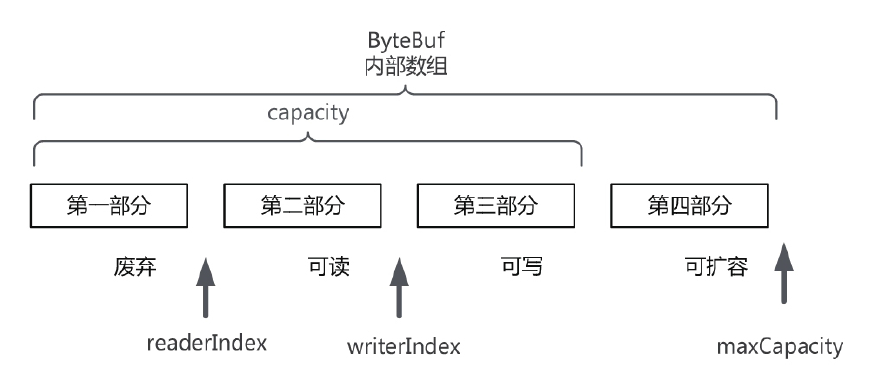 ByteBuf
内部数组
capacity
第一部分 第二部分 第三部分 第四部分
废弃 可读 可写 可扩容
readerIndex writerIndex maxCapacity